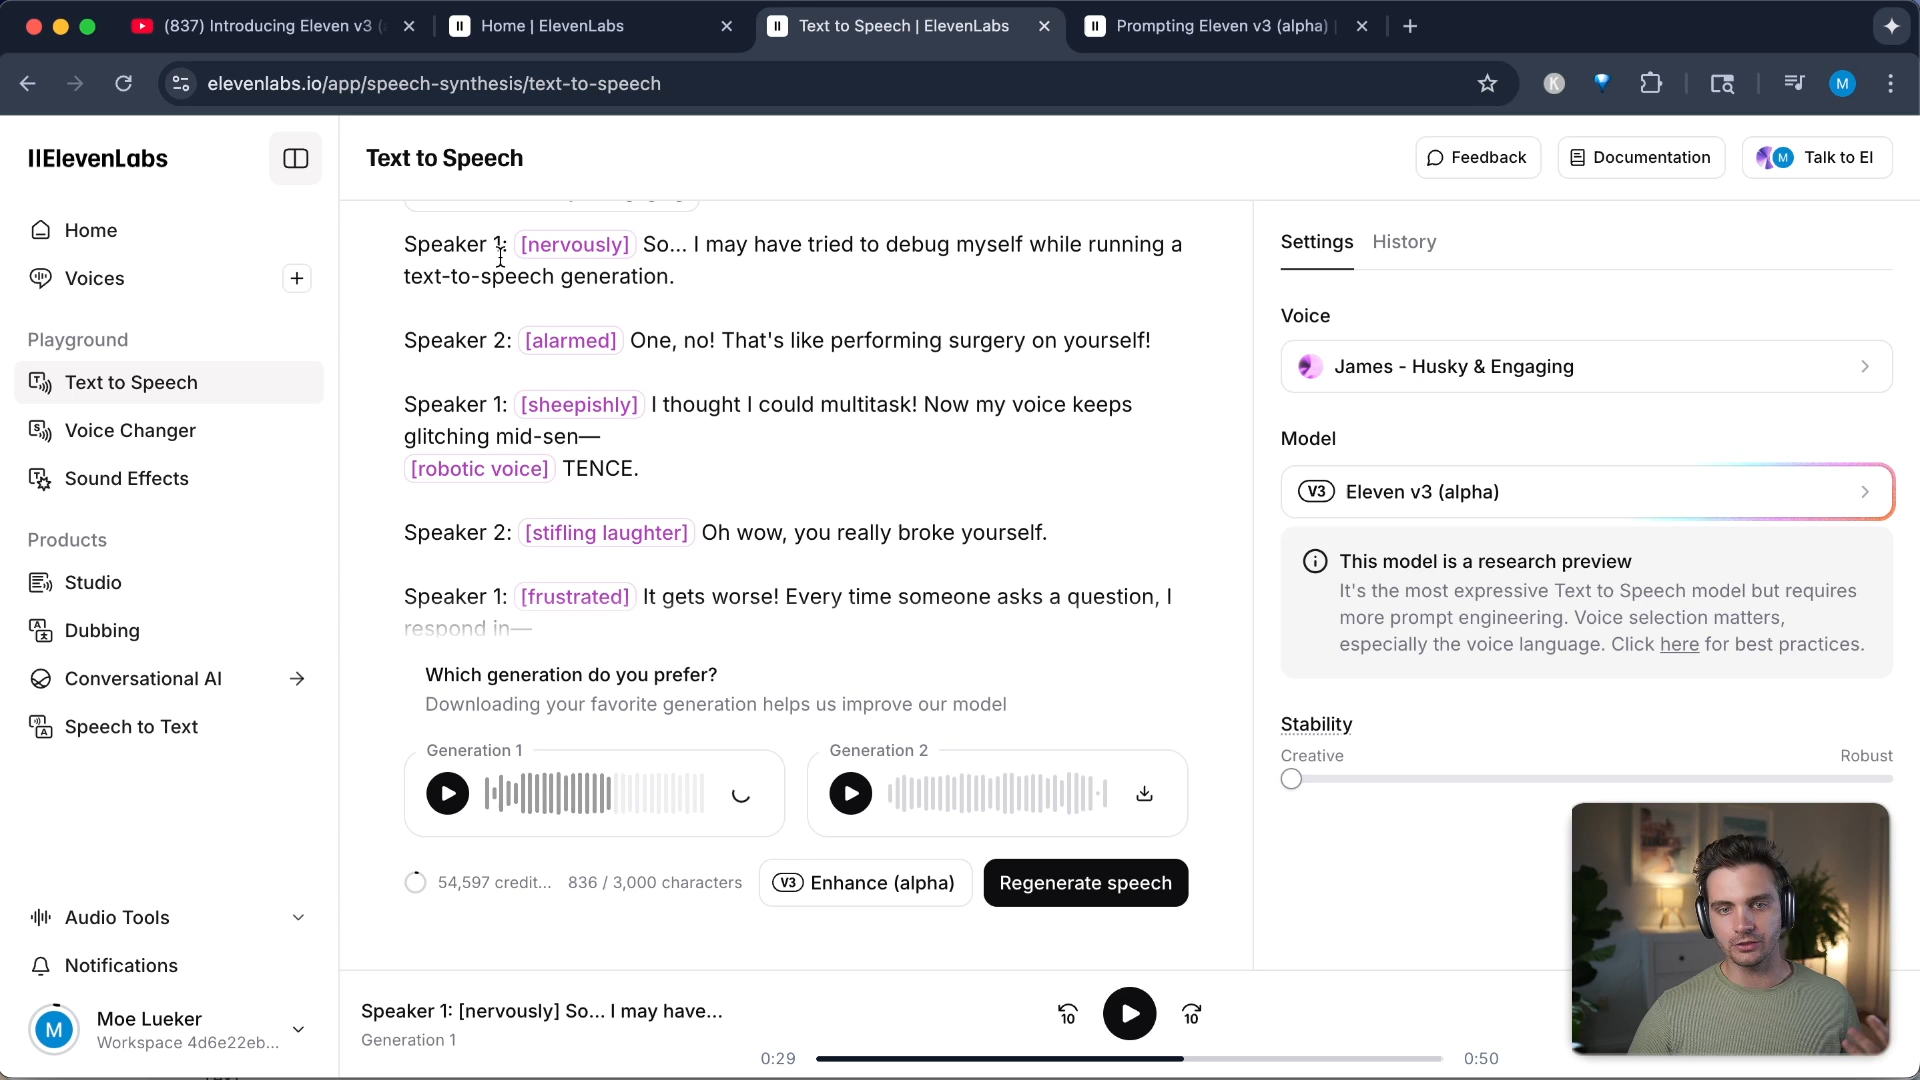 (837) Introducing Eleven v3 (
Home | ElevenLabs
Text to Speech | ElevenLabs
Prompting Eleven v3 (alpha) |
elevenlabs.io/app/speech-synthesis/text-to-speech
K
M
IIElevenLabs
Home
Voices
Playground
Text to Speech
Voice Changer
Sound Effects
Products
Studio
Dubbing
Conversational AI
Speech to Text
Audio Tools
Notifications
M
Moe Lueker
Workspace 4d6e22eb...
Text to Speech
Feedback
Documentation
M
Talk to El
Speaker 1: [nervously] So... I may have tried to debug myself while running a
text-to-speech generation.
Speaker 2: [alarmed] One, no! That's like performing surgery on yourself!
Speaker 1: [sheepishly] I thought I could multitask! Now my voice keeps
glitching mid-sen—
[robotic voice] TENCE.
Speaker 2: [stifling laughter] Oh wow, you really broke yourself.
Speaker 1: [frustrated] It gets worse! Every time someone asks a question, I
respond in—
Which generation do you prefer?
Downloading your favorite generation helps us improve our model
Generation 1
Generation 2
54,597 credit...
836 / 3,000 characters
V3 Enhance (alpha)
Regenerate speech
Settings
History
Voice
James - Husky & Engaging
Model
V3 Eleven v3 (alpha)
This model is a research preview
It's the most expressive Text to Speech model but requires
more prompt engineering. Voice selection matters,
especially the voice language. Click here for best practices.
Stability
Creative
Robust
Speaker 1: [nervously] So... I may have...
Generation 1
10
10
0:29
0:50